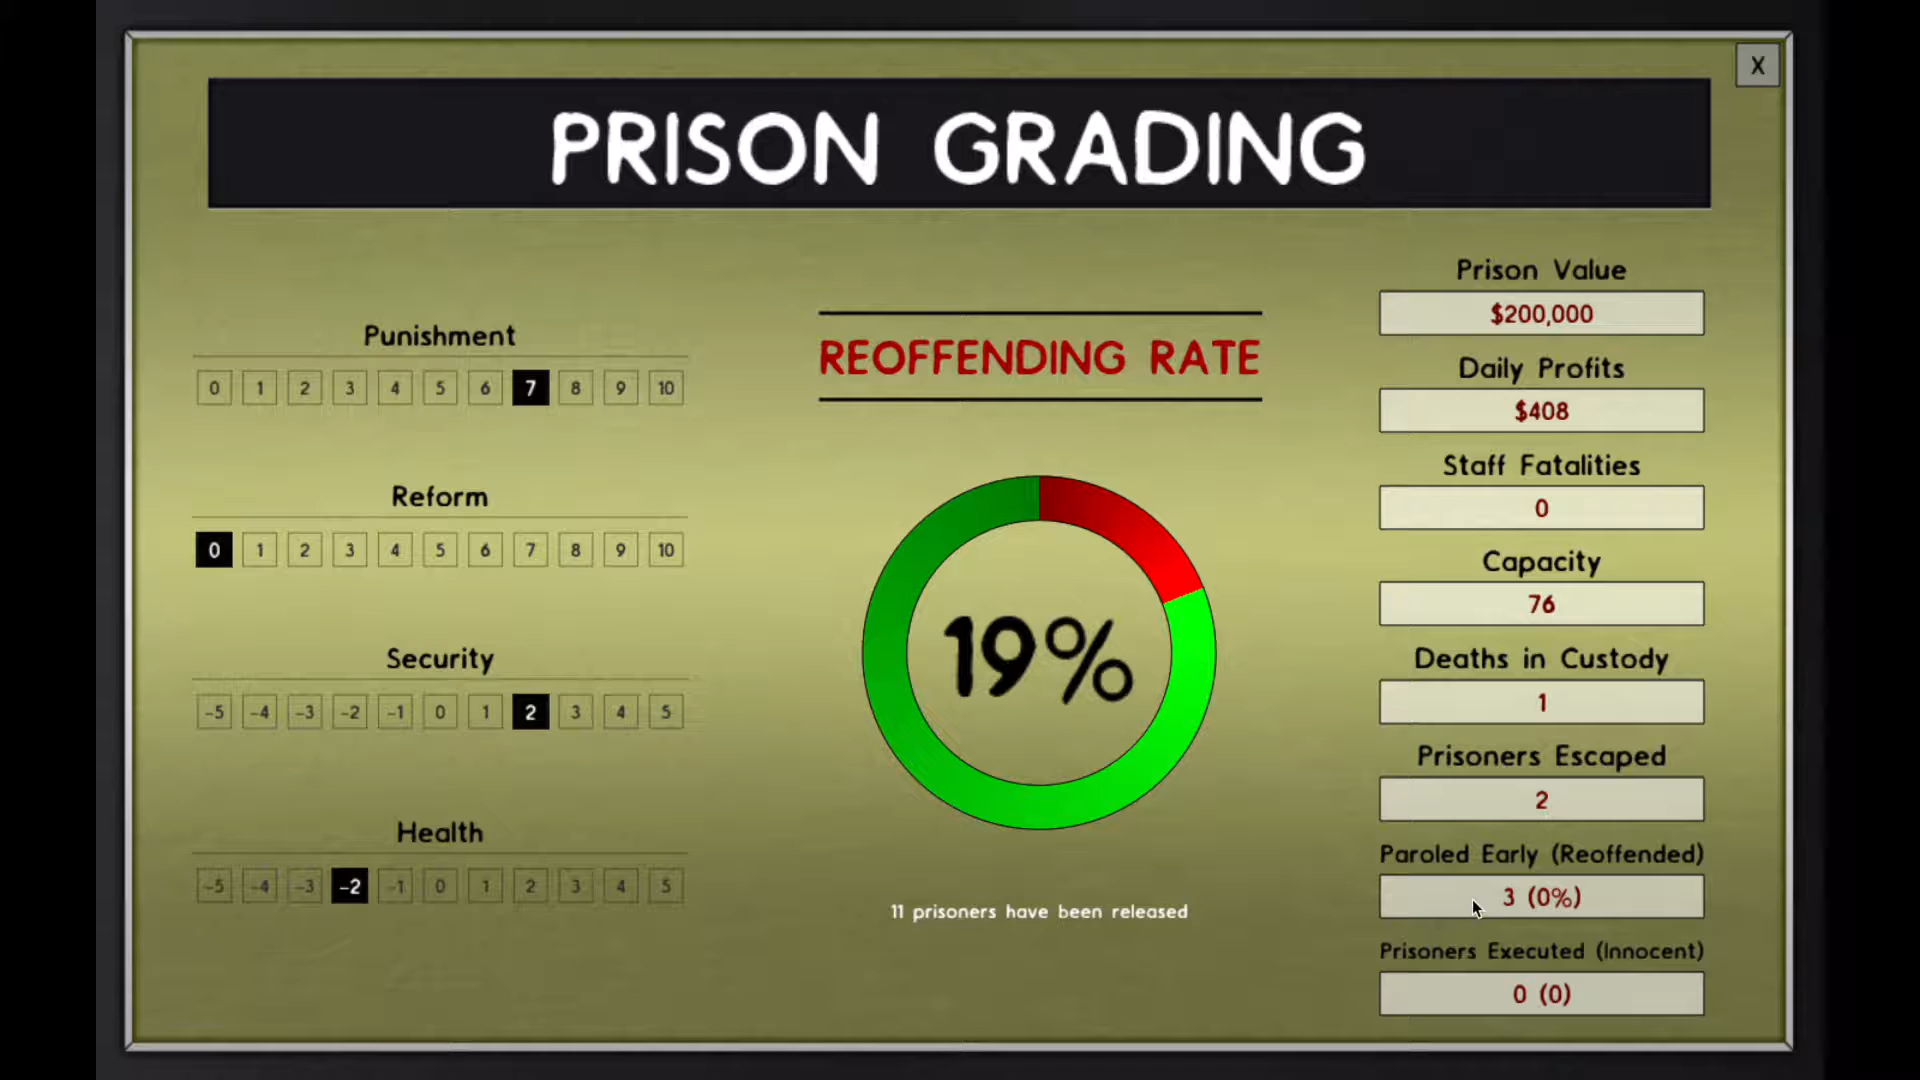 X
PRISON GRADING
Punishment
0 1 2 3 4 5 6 7 8 9 10
Reform
0 1 2 3 4 5 6 7 8 9 10
Security
-5 -4 -3 -2 -1 0 1 2 3 4 5
Health
-5 -4 -3 -2 -1 0 1 2 3 4 5
REOFFENDING RATE
19%
11 prisoners have been released
Prison Value
$200,000
Daily Profits
$408
Staff Fatalities
0
Capacity
76
Deaths in Custody
1
Prisoners Escaped
2
Paroled Early (Reoffended)
3 (0%)
Prisoners Executed (Innocent)
0 (0)